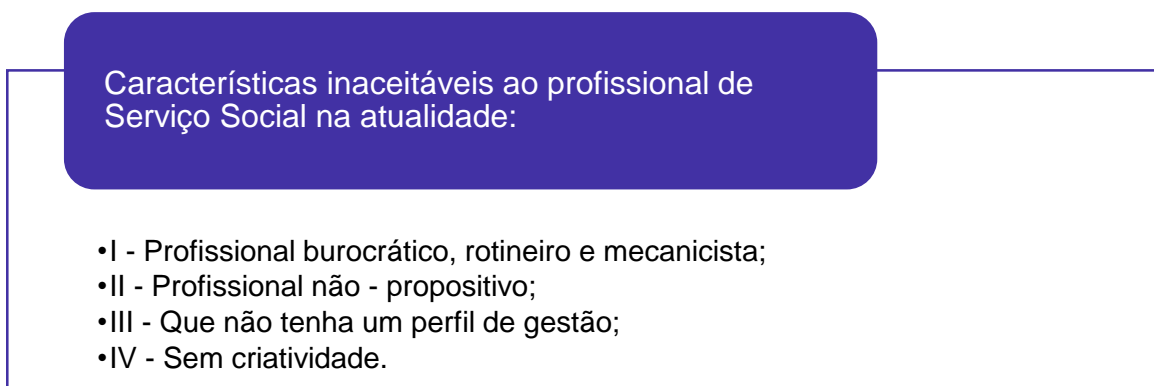 Características inaceitáveis ao profissional de
Serviço Social na atualidade:
•I - Profissional burocrático, rotineiro e mecanicista;
•II - Profissional não - propositivo;
•III - Que não tenha um perfil de gestão;
•IV - Sem criatividade.